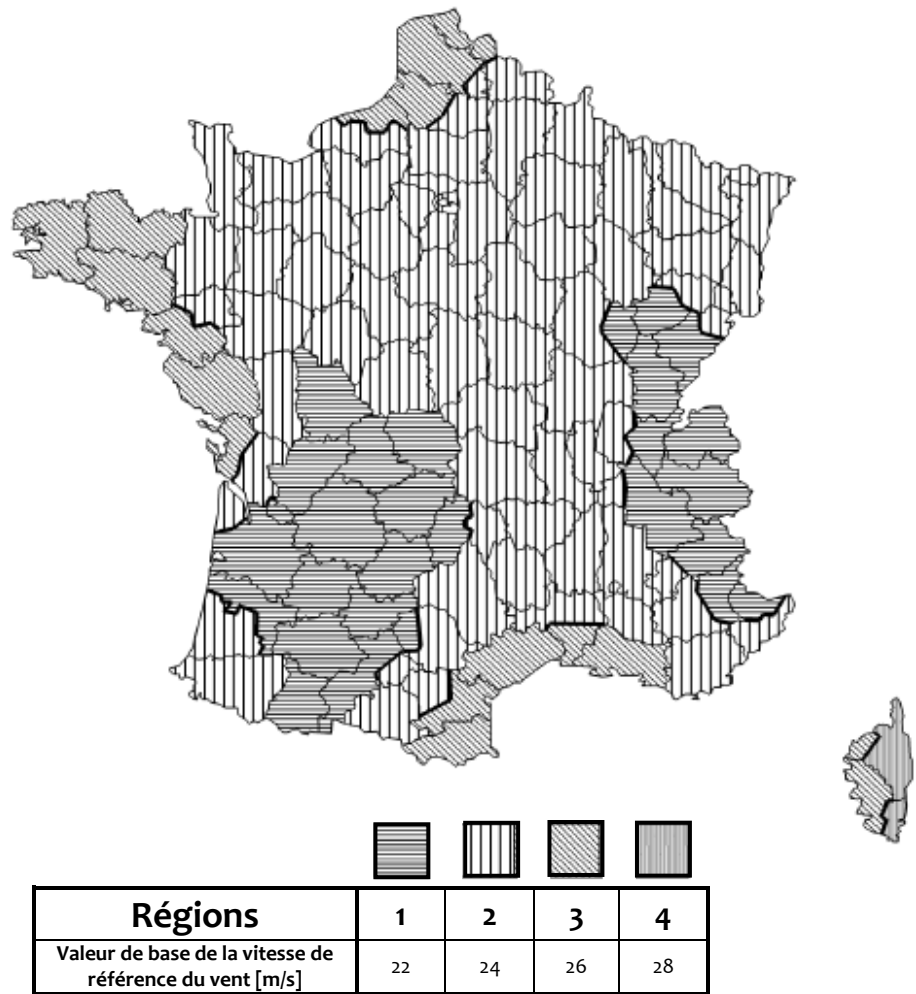 Régions 1 2 3 4
Valeur de base de la vitesse de
référence du vent [m/s] 22 24 26 28